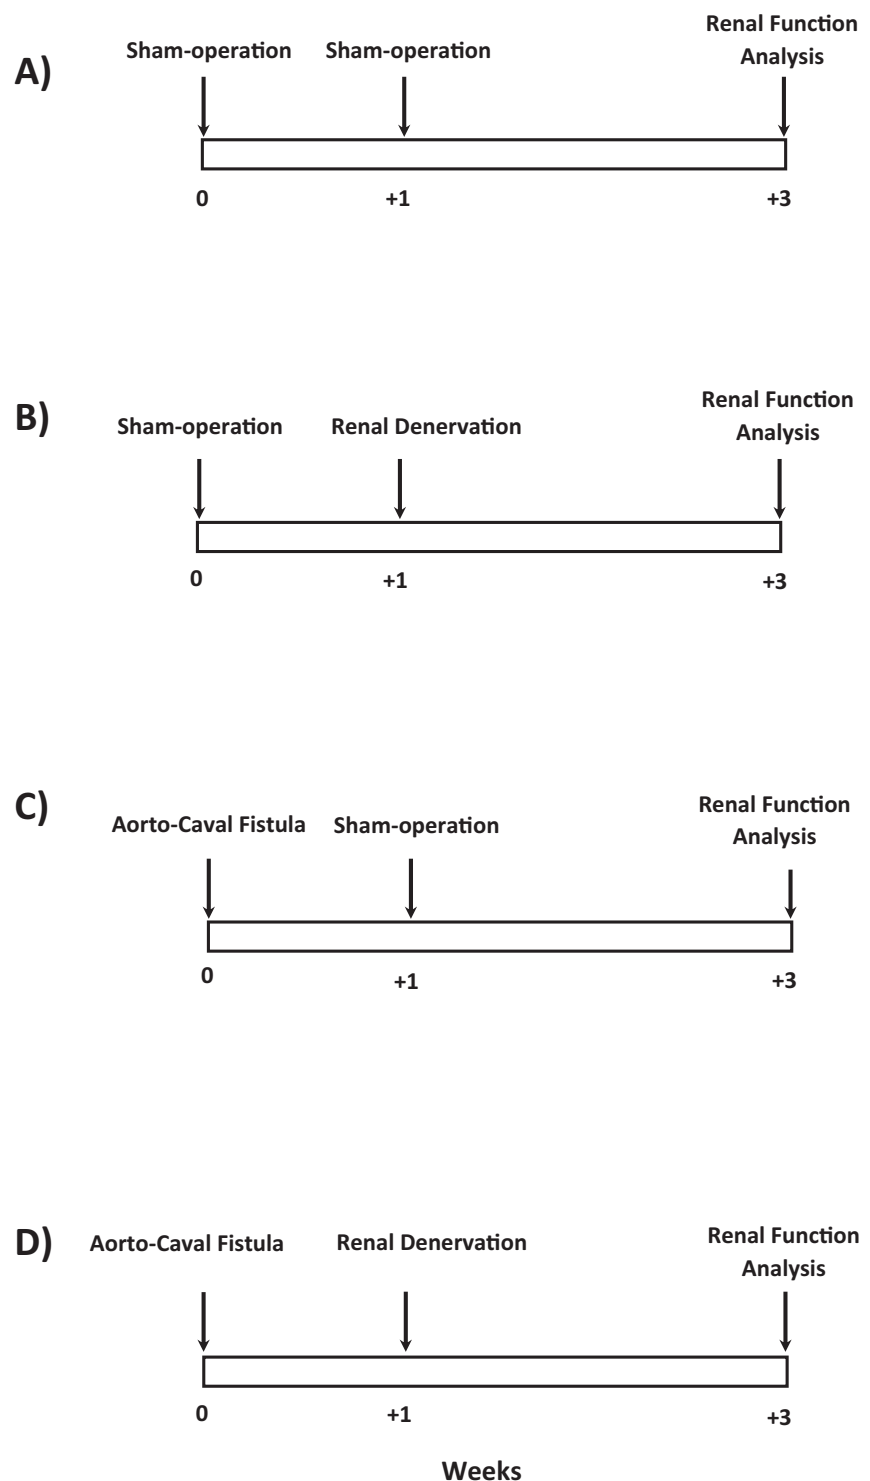 A)
Sham-operation
Sham-operation
Renal Function
Analysis
0
+1
+3
B)
Sham-operation
Renal Denervation
Renal Function
Analysis
0
+1
+3
C)
Aorto-Caval Fistula
Sham-operation
Renal Function
Analysis
0
+1
+3
D)
Aorto-Caval Fistula
Renal Denervation
Renal Function
Analysis
0
+1
+3
Weeks